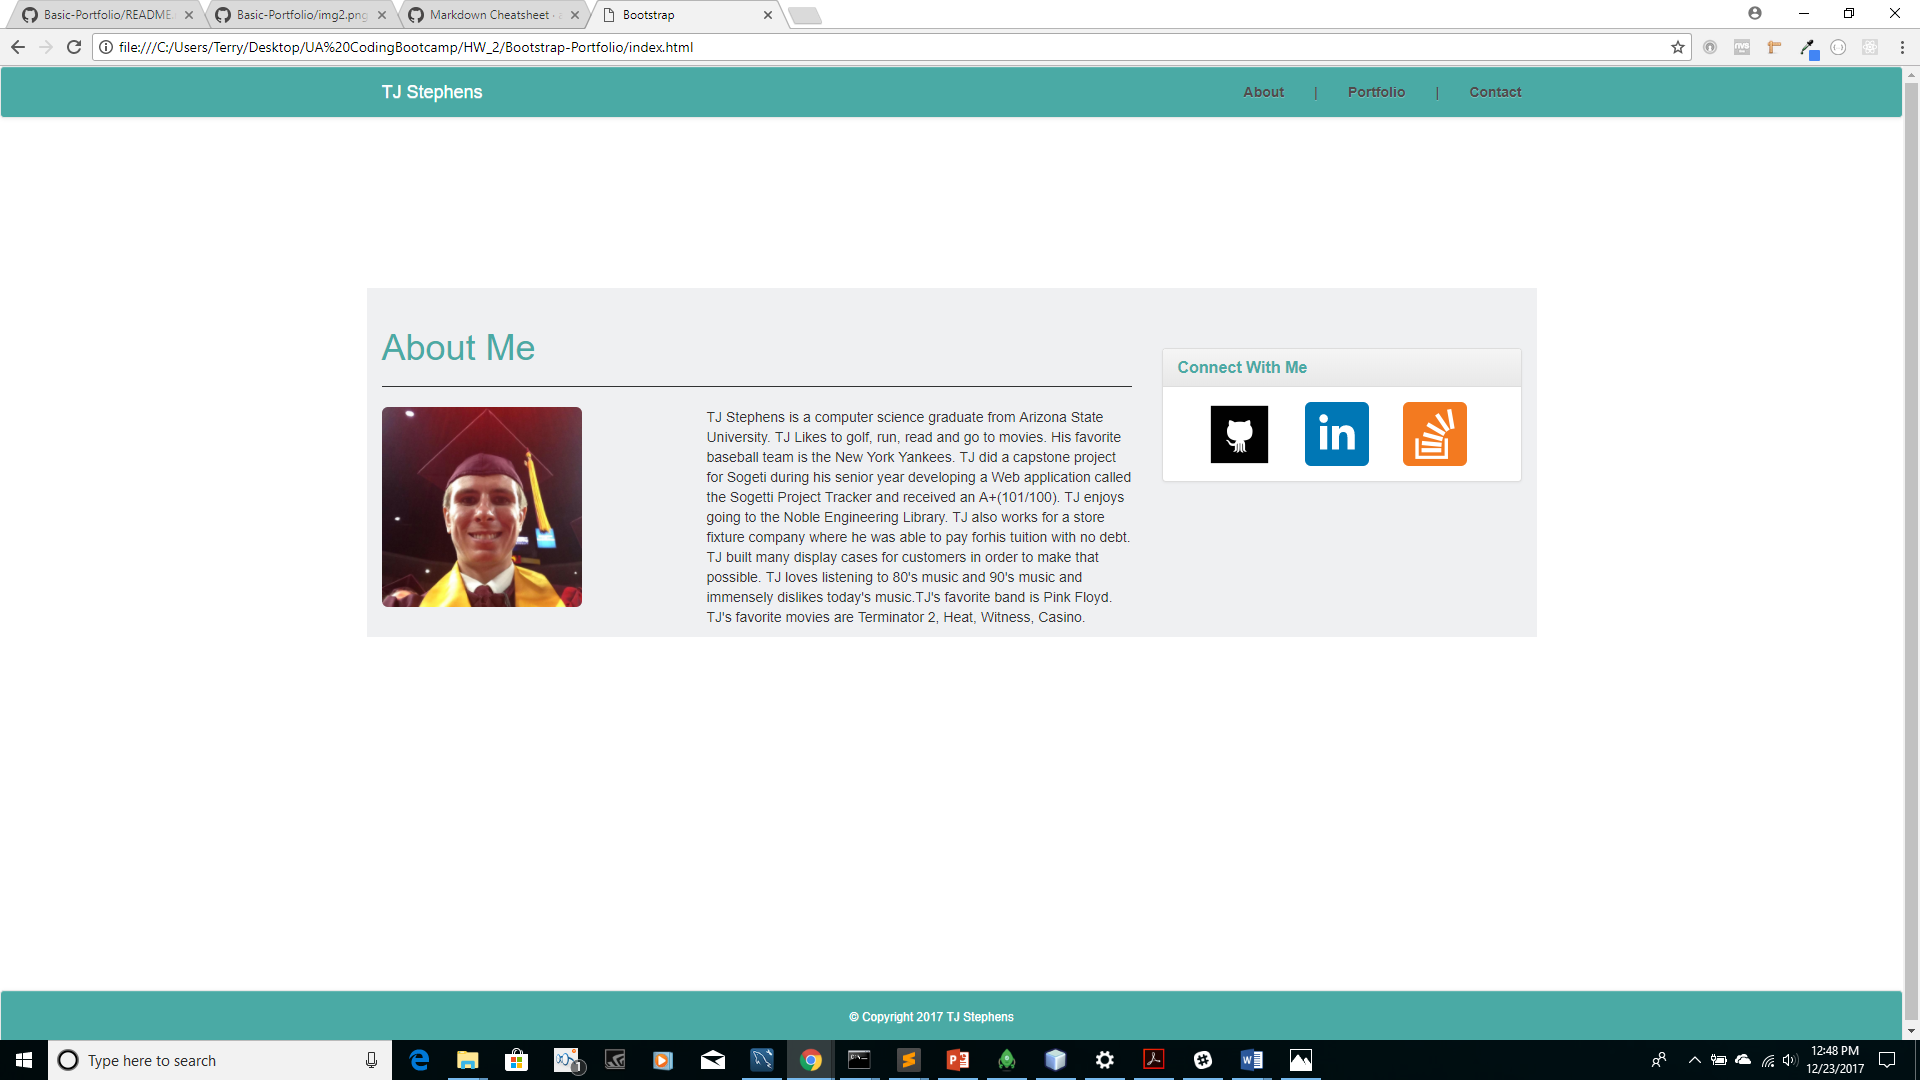 Basic-Portfolio/README.
Basic-Portfolio/img2.png
Markdown Cheatsheet
Bootstrap
file:///C:/Users/Terry/Desktop/UA%20CodingBootcamp/HW_2/Bootstrap-Portfolio/index.html
TJ Stephens
About | Portfolio | Contact
About Me
TJ Stephens is a computer science graduate from Arizona State
University. TJ Likes to golf, run, read and go to movies. His favorite
baseball team is the New York Yankees. TJ did a capstone project
for Sogeti during his senior year developing a Web application called
the Sogetti Project Tracker and received an A+(101/100). TJ enjoys
going to the Noble Engineering Library. TJ also works for a store
fixture company where he was able to pay forhis tuition with no debt.
TJ built many display cases for customers in order to make that
possible. TJ loves listening to 80's music and 90's music and
immensely dislikes today's music.TJ's favorite band is Pink Floyd.
TJ's favorite movies are Terminator 2, Heat, Witness, Casino.
Connect With Me
in
© Copyright 2017 TJ Stephens
Type here to search
1
12:48 PM
12/23/2017